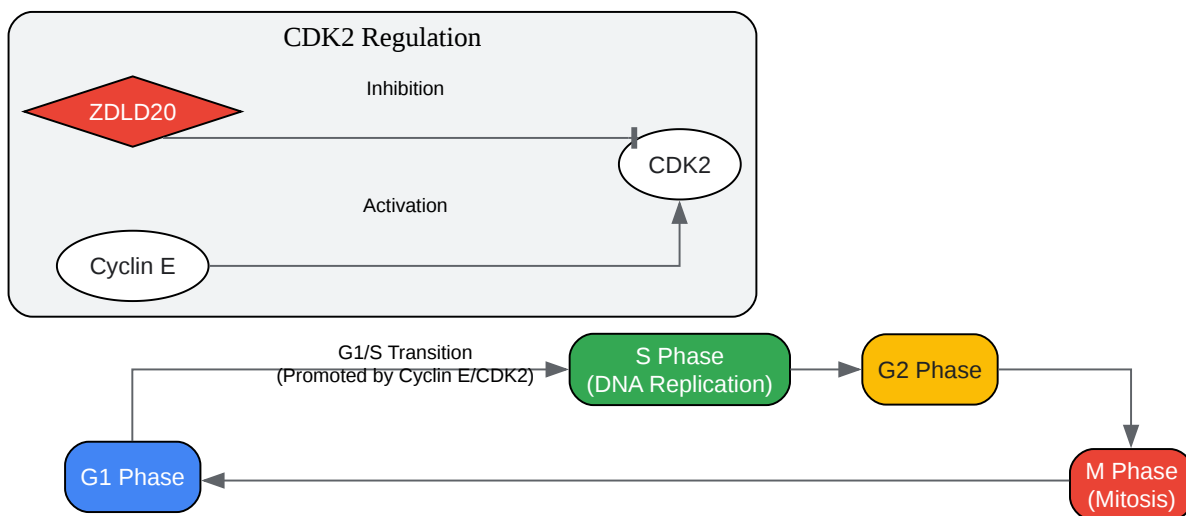 CDK2 Regulation
Inhibition
ZDLD20
CDK2
Activation
Cyclin E
G1/S Transition
(Promoted by Cyclin E/CDK2)
S Phase
(DNA Replication)
G2 Phase
G1 Phase
M Phase
(Mitosis)